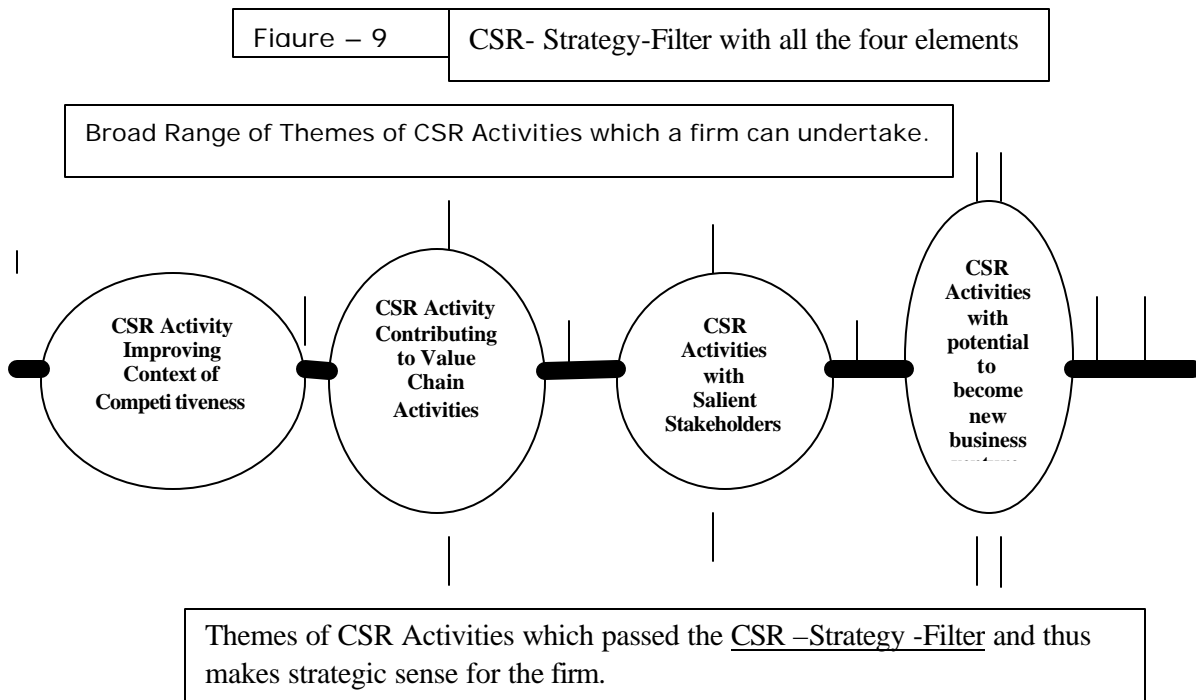 Figure – 9
CSR- Strategy-Filter with all the four elements
Broad Range of Themes of CSR Activities which a firm can undertake.
CSR Activity
Improving
Context of
Competi tiveness
CSR Activity
Contributing
to Value
Chain
Activities
CSR
Activities
with
Salient
Stakeholders
CSR
Activities
with
potential
to
become
new
business
Themes of CSR Activities which passed the CSR –Strategy -Filter and thus
makes strategic sense for the firm.